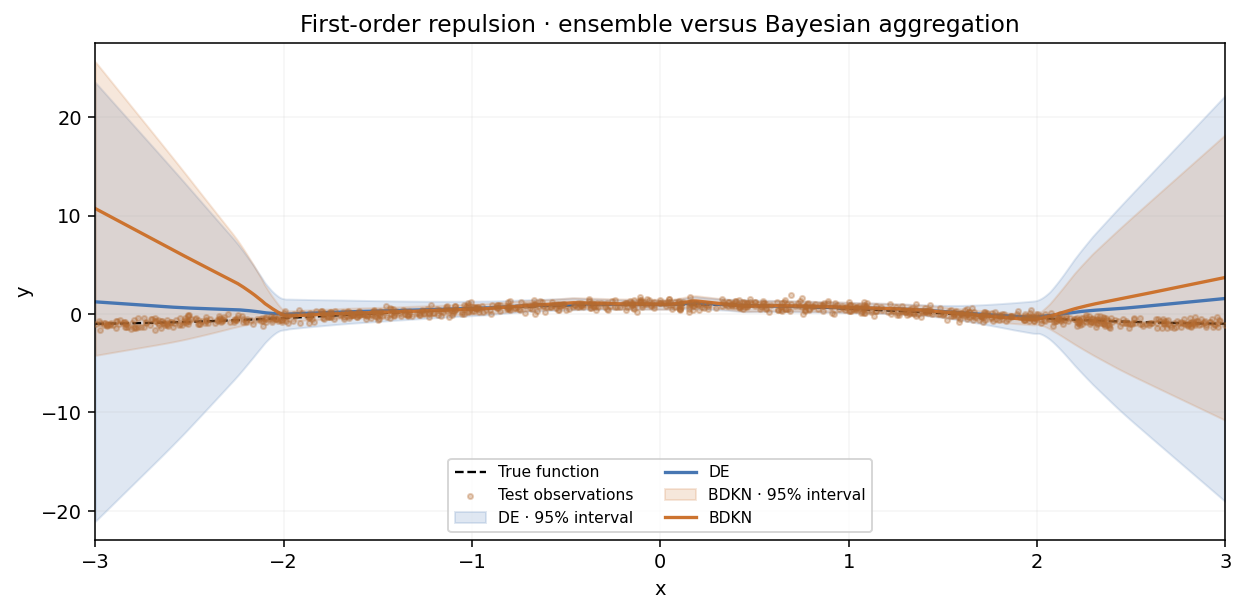 First-order repulsion · ensemble versus Bayesian aggregation
y
20
10
0
−10
−20
True function
Test observations
DE · 95% interval
DE
BDKN · 95% interval
BDKN
−3 −2 −1 0 1 2 3
x